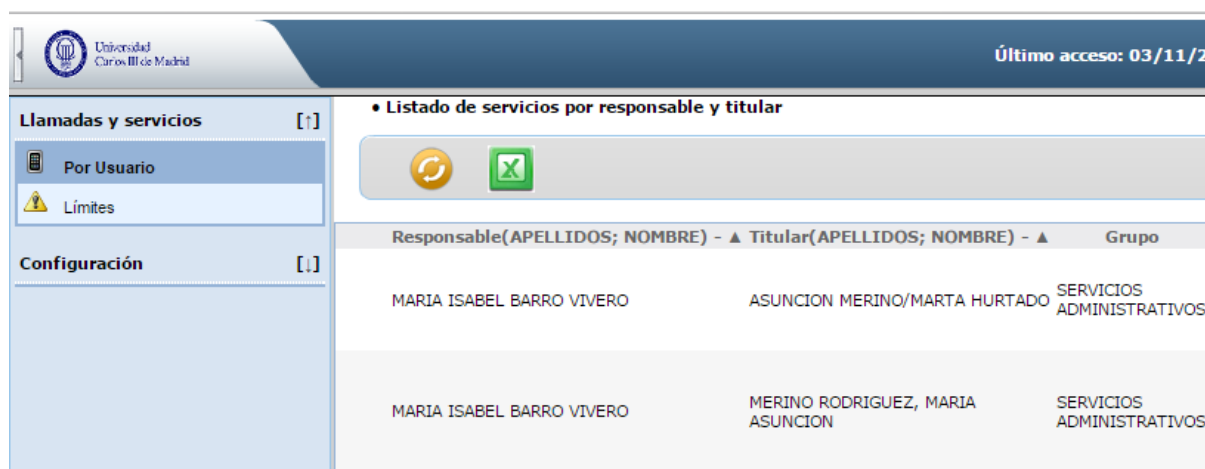 Universidad
Carlos III de Madrid
Último acceso: 03/11/2
Llamadas y servicios [↑]
• Listado de servicios por responsable y titular
Por Usuario
Límites
Configuración [↓]
Responsable(APELLIDOS; NOMBRE) - ▲ Titular(APELLIDOS; NOMBRE) - ▲ Grupo
MARIA ISABEL BARRO VIVERO
ASUNCION MERINO/MARTA HURTADO
SERVICIOS
ADMINISTRATIVOS
MARIA ISABEL BARRO VIVERO
MERINO RODRIGUEZ, MARIA
ASUNCION
SERVICIOS
ADMINISTRATIVOS